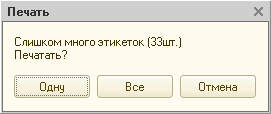 Печать
Слишком много этикеток (33шт.)
Печатать?
Одну Все Отмена